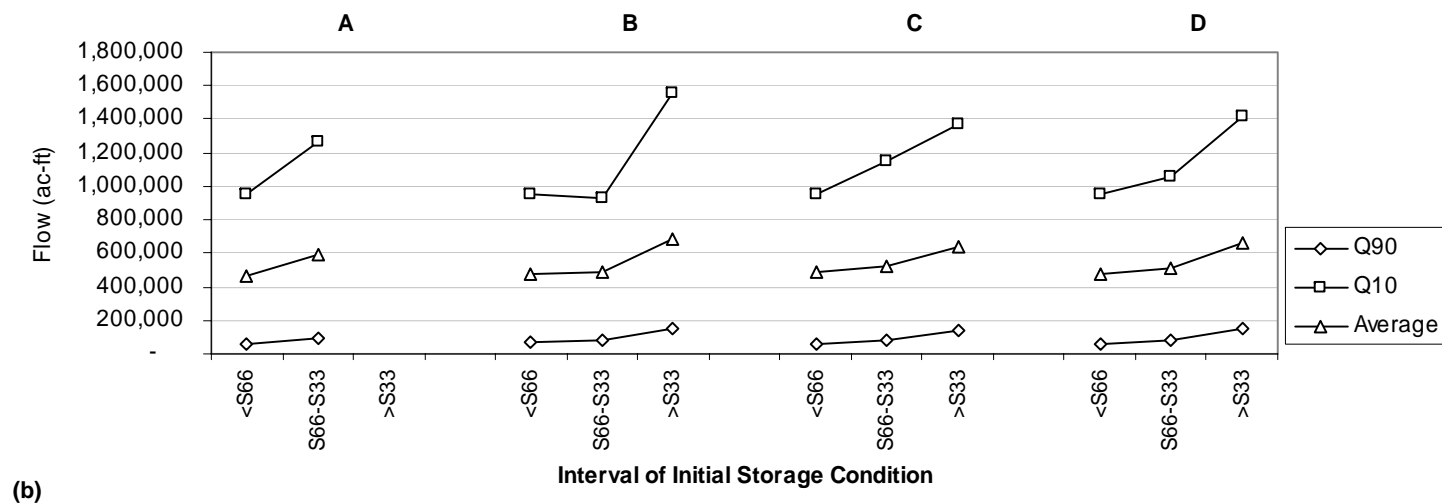 A B C D
1,800,000
1,600,000
1,400,000
1,200,000
1,000,000
800,000
600,000
400,000
200,000
-
Flow (ac-ft)
<S66
S66-S33
>S33
<S66
S66-S33
>S33
<S66
S66-S33
>S33
<S66
S66-S33
>S33
Interval of Initial Storage Condition
Q90
Q10
Average
(b)